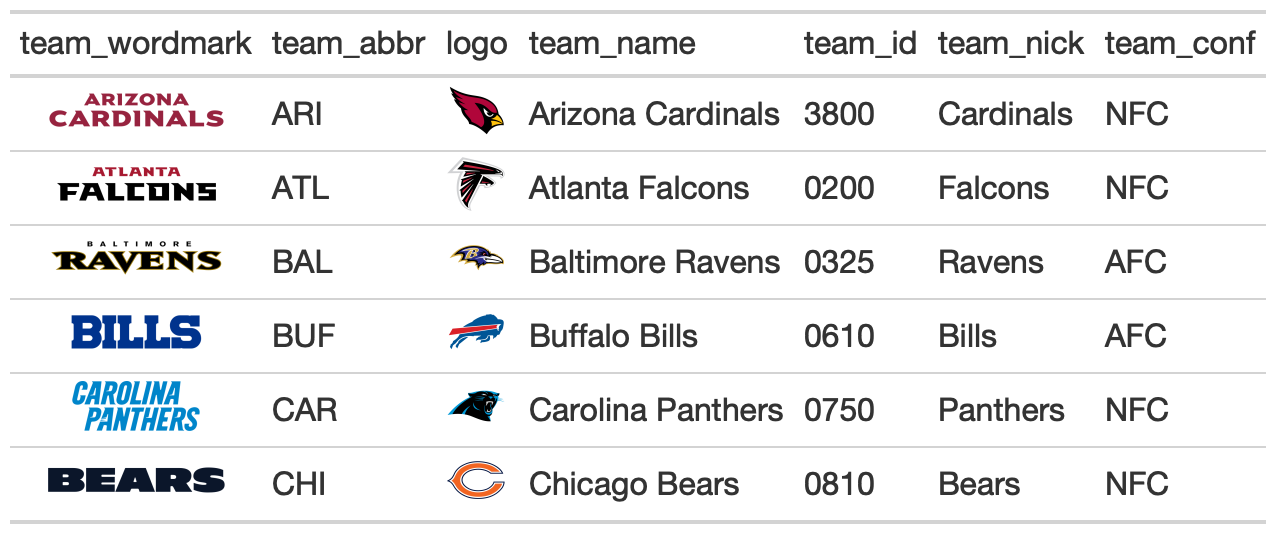 team_wordmark team_abbr logo team_name team_id team_nick team_conf
ARIZONA
CARDINALS ARI Arizona Cardinals 3800 Cardinals NFC
ATLANTA
FALCONS ATL Atlanta Falcons 0200 Falcons NFC
BALTIMORE
RAVENS BAL B Baltimore Ravens 0325 Ravens AFC
BILLS BUF Buffalo Bills 0610 Bills AFC
CAROLINA
PANTHERS CAR Carolina Panthers 0750 Panthers NFC
BEARS CHI C Chicago Bears 0810 Bears NFC